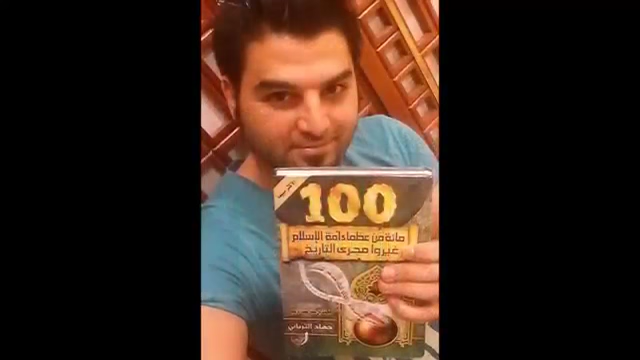 100
مائة من عظماء أمة الإسلام
غيروا مجرى التاريخ
جهاد الترباني